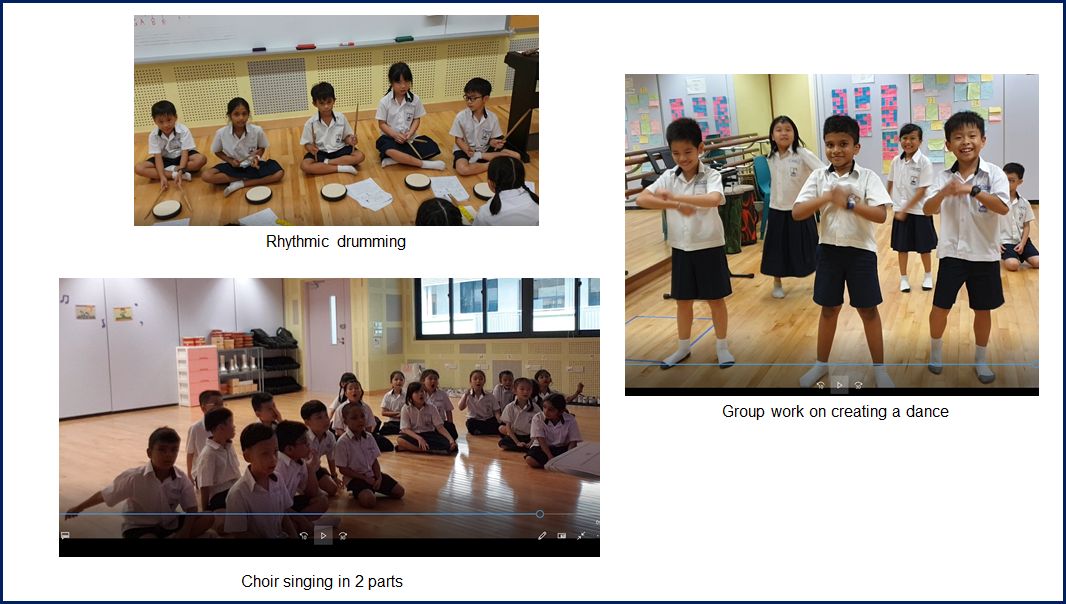 Rhythmic drumming
Group work on creating a dance
Choir singing in 2 parts